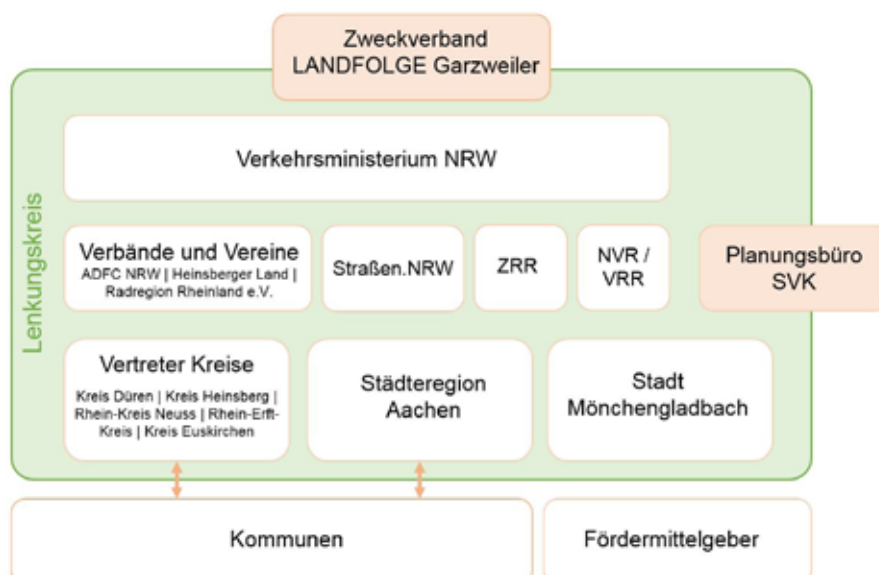 Zweckverband
LANDFOLGE Garzweiler
Lenkungskreis
Verkehrsministerium NRW
Verbände und Vereine
ADFC NRW | Heinsberger Land |
Radregion Rheinland e.V.
Straßen.NRW
ZRR
NVR /
VRR
Planungsbüro
SVK
Vertreter Kreise
Kreis Düren | Kreis Heinsberg |
Rhein-Kreis Neuss | Rhein-Erft-
Kreis | Kreis Euskirchen
Städteregion
Aachen
Stadt
Mönchengladbach
Kommunen
Fördermittelgeber